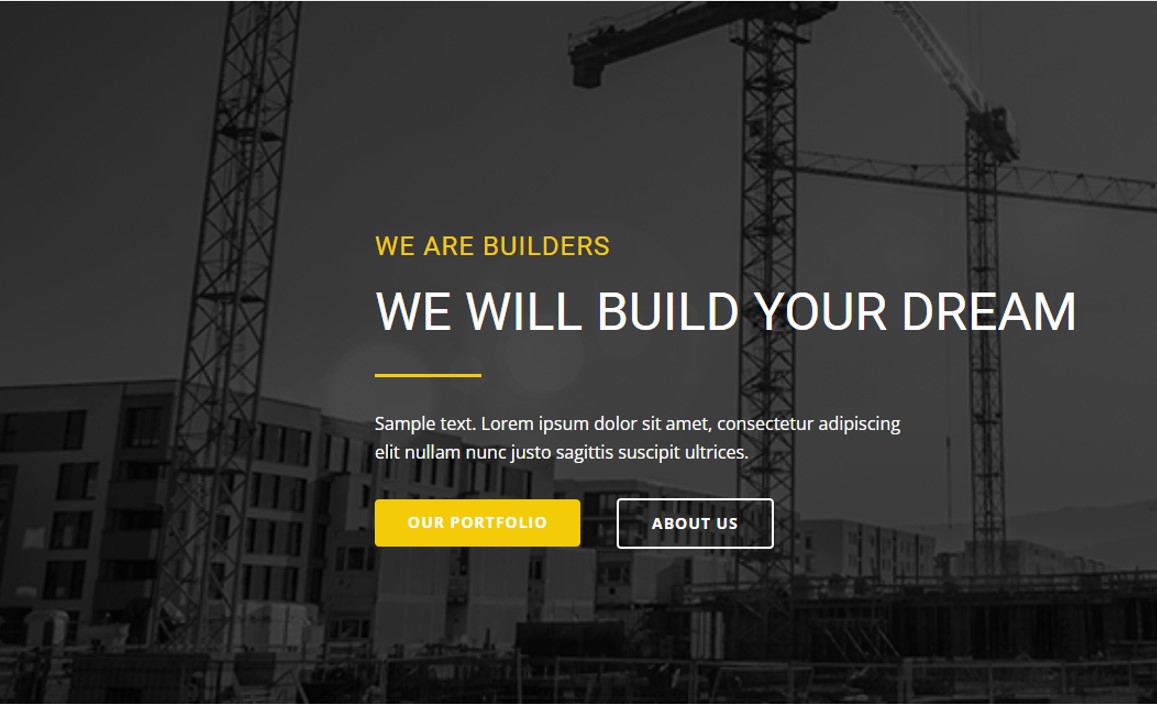 WE ARE BUILDERS
WE WILL BUILD YOUR DREAM
Sample text. Lorem ipsum dolor sit amet, consectetur adipiscing
elit nullam nunc justo sagittis suscipit ultrices.
OUR PORTFOLIO
ABOUT US